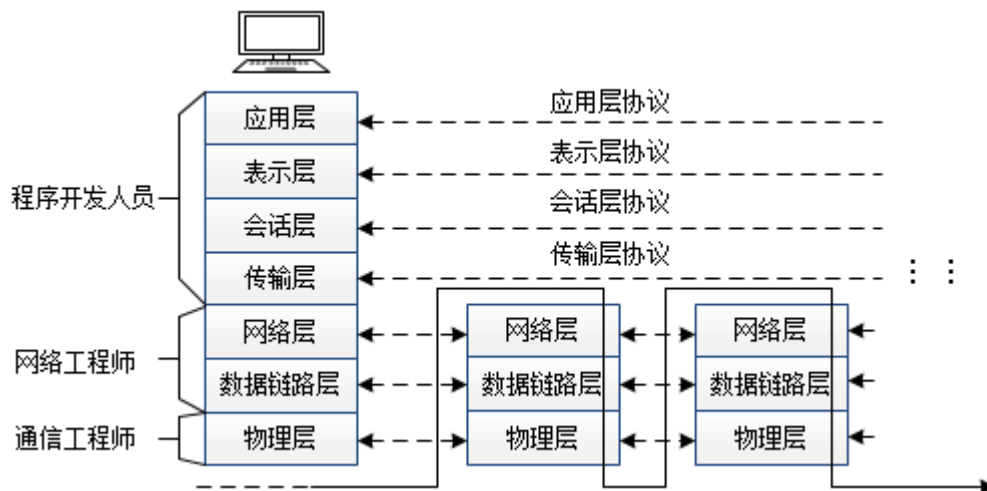 应用层
应用层协议
表示层
表示层协议
程序开发人员
会话层
会话层协议
传输层
传输层协议
网络层
网络层
网络层
网络工程师
数据链路层
数据链路层
数据链路层
通信工程师
物理层
物理层
物理层